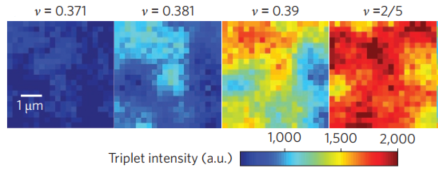 ν = 0.371 ν = 0.381 ν = 0.39 ν =2/5
1 μm
1,000 1,500 2,000
Triplet intensity (a.u.)